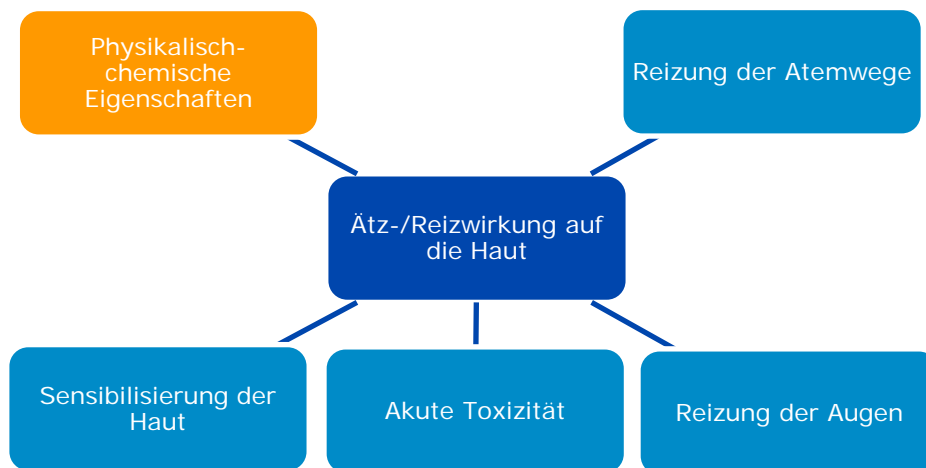 Physikalisch-
chemische
Eigenschaften
Reizung der Atemwege
Ätz-/Reizwirkung auf
die Haut
Sensibilisierung der
Haut
Akute Toxizität
Reizung der Augen